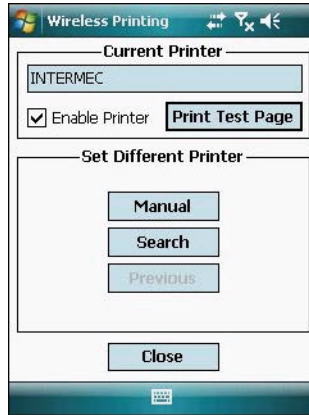 Wireless Printing
Current Printer
INTERMEC
Enable Printer Print Test Page
Set Different Printer
Manual
Search
Previous
Close